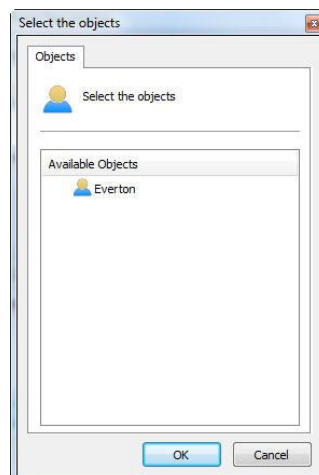 Select the objects
Objects
Select the objects
Available Objects
Everton
OK
Cancel